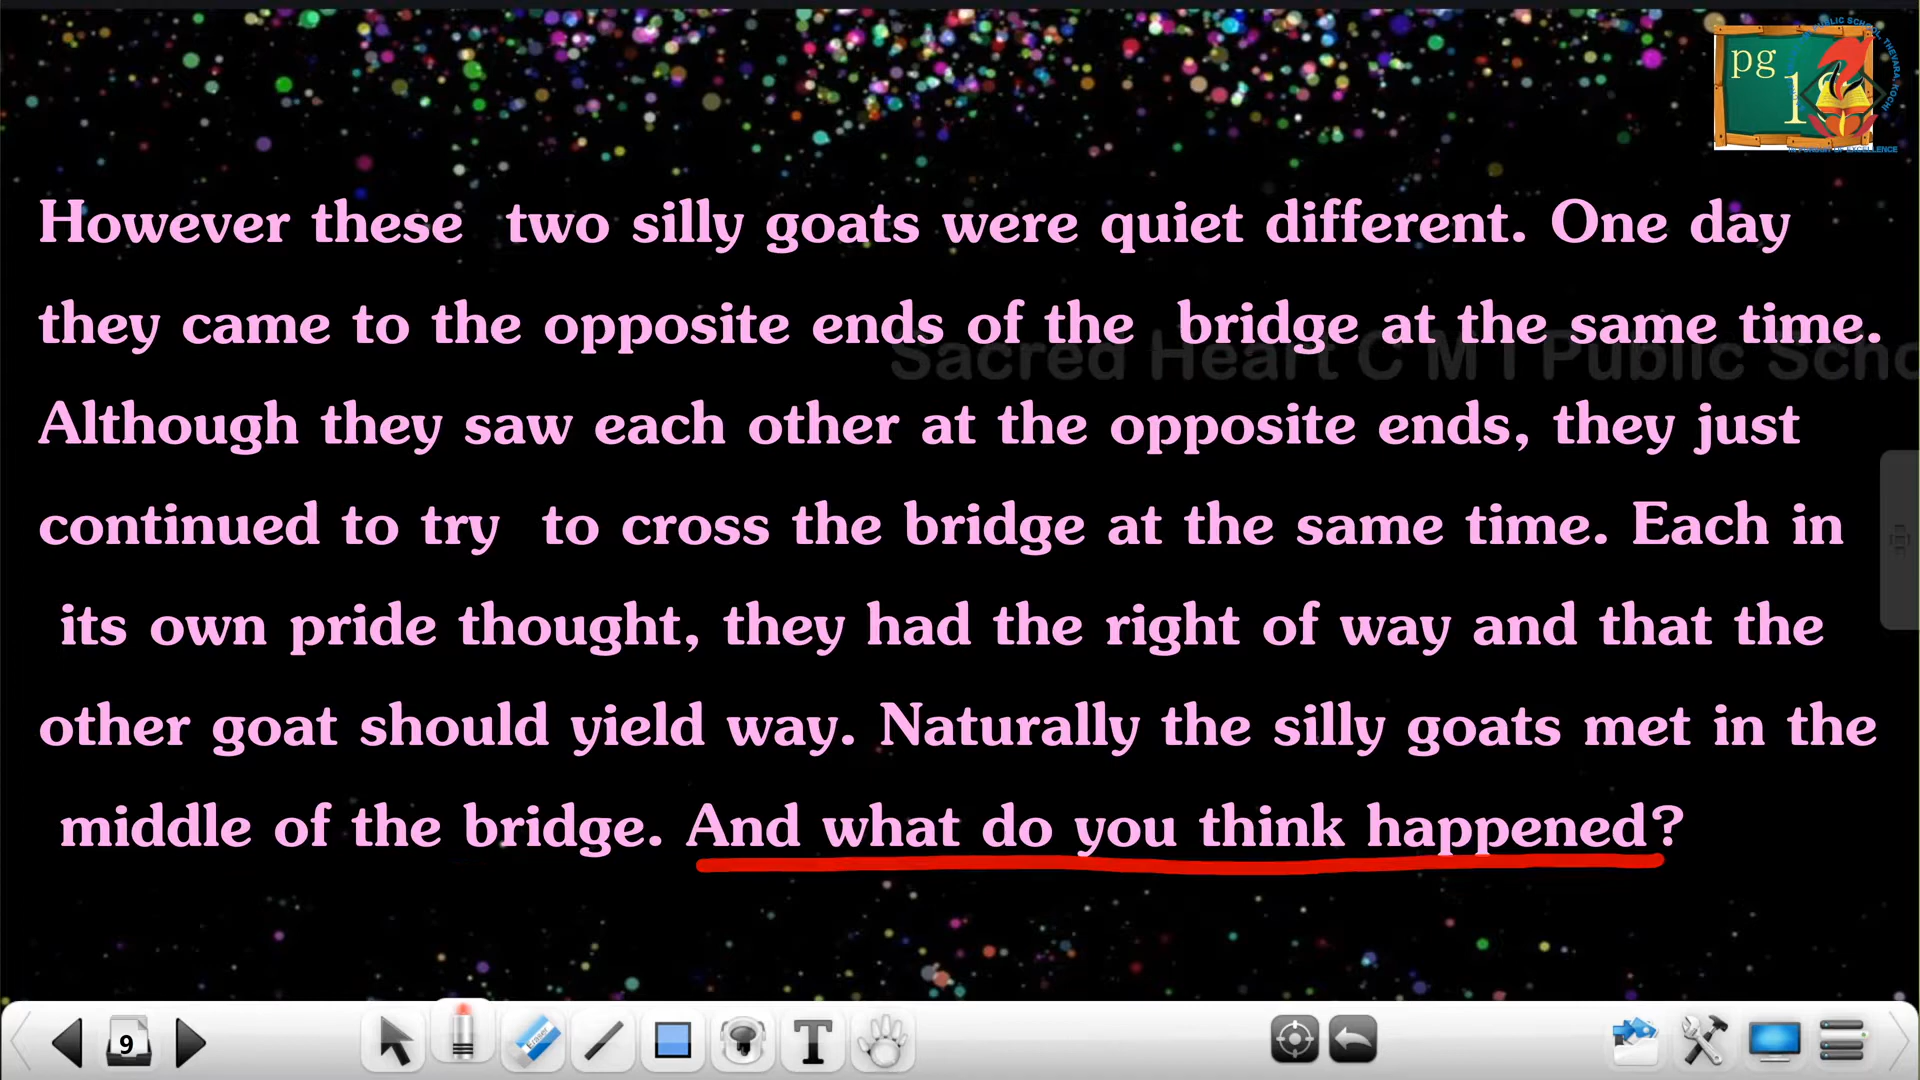 pg
However these two silly goats were quiet different. One day
they came to the opposite ends of the bridge at the same time.
Sacred Heart C M I Public Scho
Although they saw each other at the opposite ends, they just
continued to try to cross the bridge at the same time. Each in
its own pride thought, they had the right of way and that the
other goat should yield way. Naturally the silly goats met in the
middle of the bridge. And what do you think happened?
9
Eraser
T